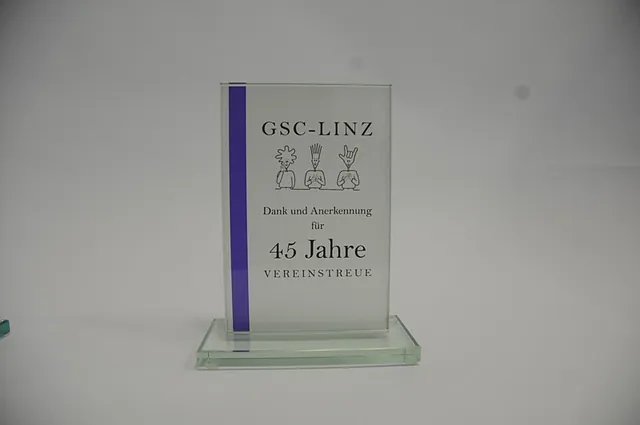 GSC-LINZ
Dank und Anerkennung
für
45 Jahre
VEREINSTREUE